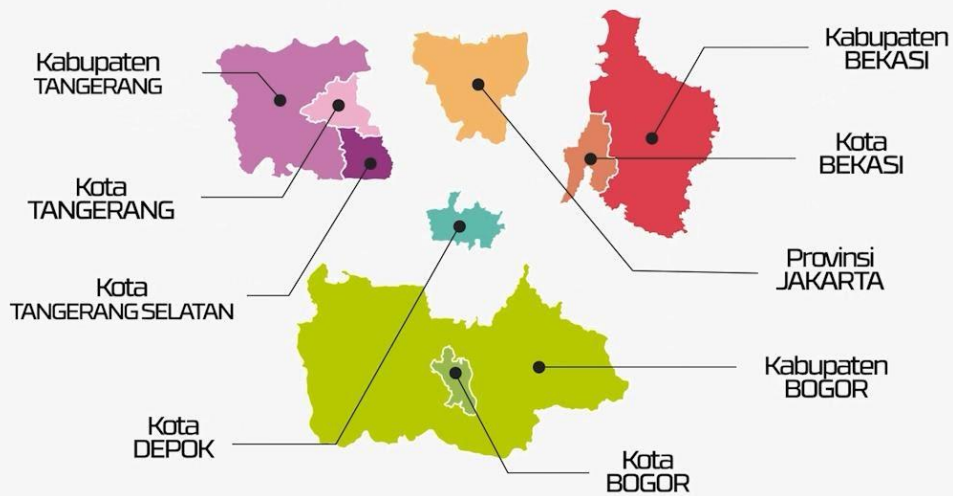 Kabupaten
TANGERANG
Kota
TANGERANG
Kota
TANGERANG SELATAN
Kota
DEPOK
Kota
BOGOR
Kabupaten
BOGOR
Provinsi
JAKARTA
Kota
BEKASI
Kabupaten
BEKASI